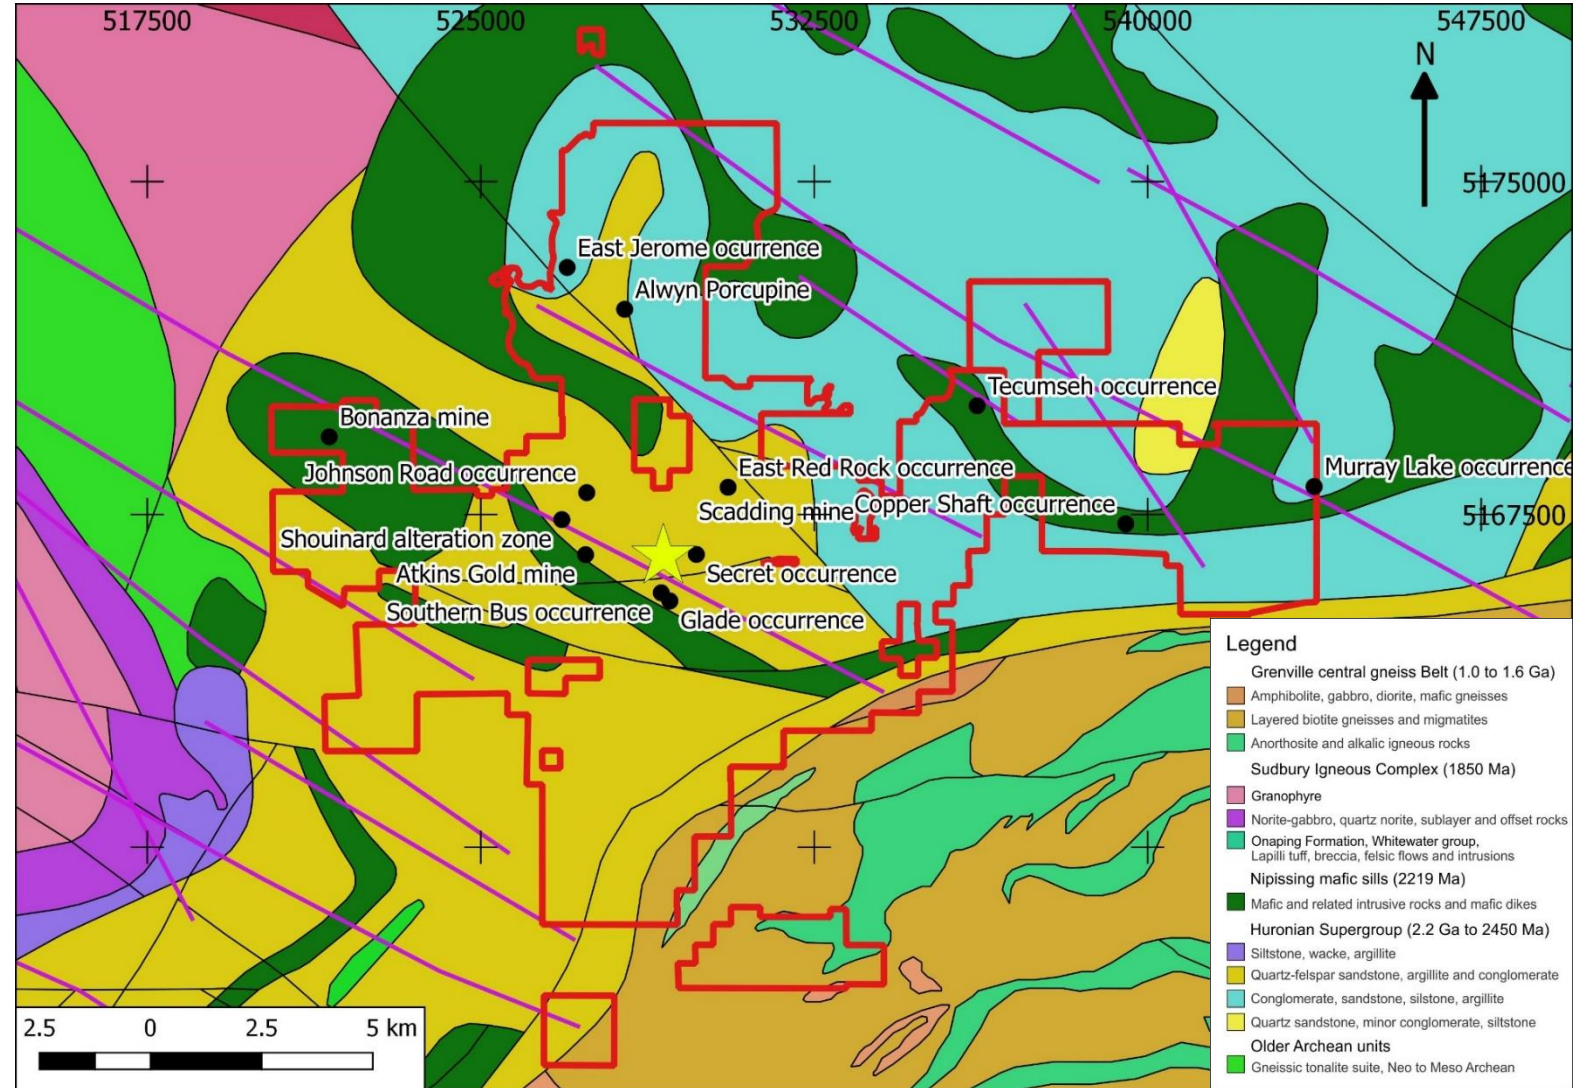 517500 525000 532500 540000 547500
N
5175000
East Jerome ocurrence
Alwyn Porcupine
Tecumseh occurrence
Bonanza mine
Johnson Road occurrence
East Red Rock occurrence
Murray Lake occurrence
Scadding mine
Copper Shaft occurrence
5167500
Shouinard alteration zone
Atkins Gold mine
Secret occurrence
Southern Bus occurrence
Glade occurrence
Legend
Grenville central gneiss Belt (1.0 to 1.6 Ga)
Amphibolite, gabbro, diorite, mafic gneisses
Layered biotite gneisses and migmatites
Anorthosite and alkalic igneous rocks
Sudbury Igneous Complex (1850 Ma)
Granophyre
Norite-gabbro, quartz norite, sublayer and offset rocks
Onaping Formation, Whitewater group,
Lapilli tuff, breccia, felsic flows and intrusions
Nipissing mafic sills (2219 Ma)
Mafic and related intrusive rocks and mafic dikes
Huronian Supergroup (2.2 Ga to 2450 Ma)
Siltstone, wacke, argillite
Quartz-felspar sandstone, argillite and conglomerate
Conglomerate, sandstone, silstone, argillite
Quartz sandstone, minor conglomerate, siltstone
Older Archean units
Gneissic tonalite suite, Neo to Meso Archean
2.5 0 2.5 5 km